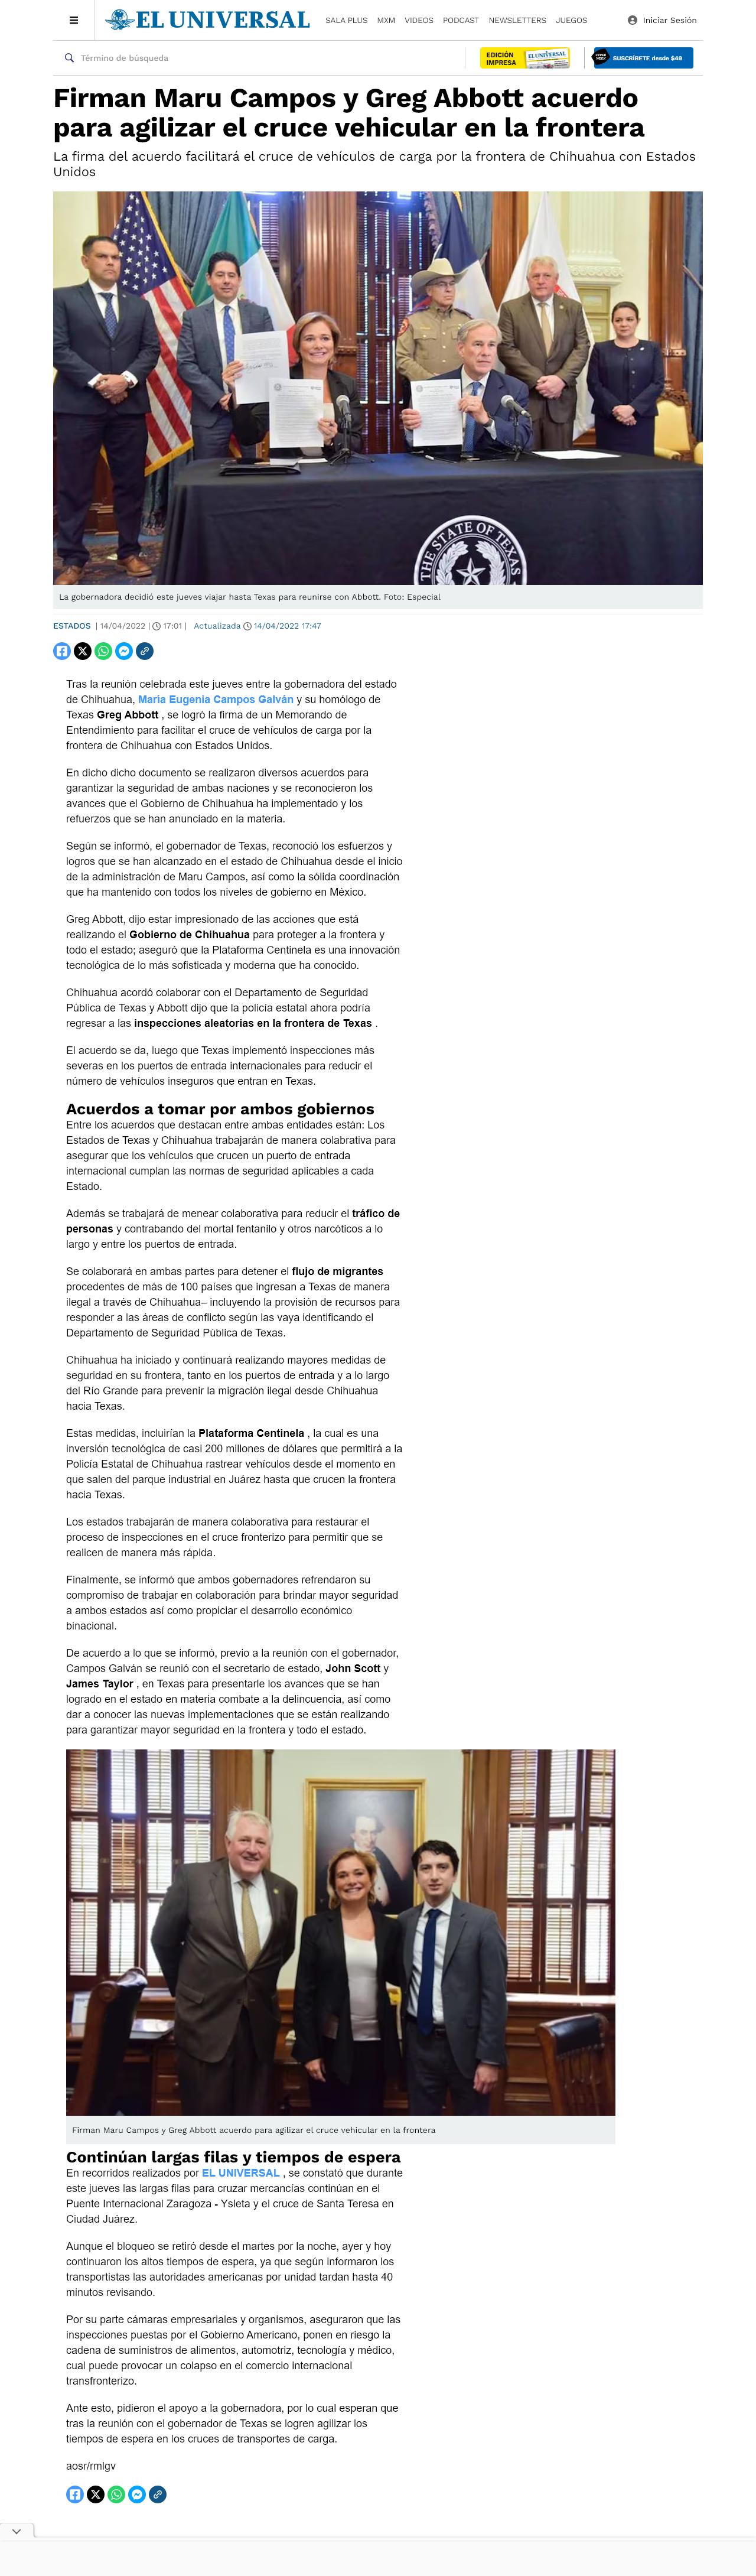 EL UNIVERSAL
SALA PLUS MXM VIDEOS PODCAST NEWSLETTERS JUEGOS
Iniciar Sesión
Término de búsqueda
EDICIÓN
IMPRESA
EL UNIVERSAL
SUSCRÍBETE desde $49
Firman Maru Campos y Greg Abbott acuerdo
para agilizar el cruce vehicular en la frontera
La firma del acuerdo facilitará el cruce de vehículos de carga por la frontera de Chihuahua con Estados
Unidos
THE STATE OF TEXAS
La gobernadora decidió este jueves viajar hasta Texas para reunirse con Abbott. Foto: Especial
ESTADOS | 14/04/2022 | 17:01 | Actualizada 14/04/2022 17:47
Tras la reunión celebrada este jueves entre la gobernadora del estado
de Chihuahua, Maria Eugenia Campos Galván y su homólogo de
Texas Greg Abbott , se logró la firma de un Memorando de
Entendimiento para facilitar el cruce de vehículos de carga por la
frontera de Chihuahua con Estados Unidos.
En dicho dicho documento se realizaron diversos acuerdos para
garantizar la seguridad de ambas naciones y se reconocieron los
avances que el Gobierno de Chihuahua ha implementado y los
refuerzos que se han anunciado en la materia.
Según se informó, el gobernador de Texas, reconoció los esfuerzos y
logros que se han alcanzado en el estado de Chihuahua desde el inicio
de la administración de Maru Campos, así como la sólida coordinación
que ha mantenido con todos los niveles de gobierno en México.
Greg Abbott, dijo estar impresionado de las acciones que está
realizando el Gobierno de Chihuahua para proteger a la frontera y
todo el estado; aseguró que la Plataforma Centinela es una innovación
tecnológica de lo más sofisticada y moderna que ha conocido.
Chihuahua acordó colaborar con el Departamento de Seguridad
Pública de Texas y Abbott dijo que la policía estatal ahora podría
regresar a las inspecciones aleatorias en la frontera de Texas .
El acuerdo se da, luego que Texas implementó inspecciones más
severas en los puertos de entrada internacionales para reducir el
número de vehículos inseguros que entran en Texas.
Acuerdos a tomar por ambos gobiernos
Entre los acuerdos que destacan entre ambas entidades están: Los
Estados de Texas y Chihuahua trabajarán de manera colabrativa para
asegurar que los vehículos que crucen un puerto de entrada
internacional cumplan las normas de seguridad aplicables a cada
Estado.
Además se trabajará de menear colaborativa para reducir el tráfico de
personas y contrabando del mortal fentanilo y otros narcóticos a lo
largo y entre los puertos de entrada.
Se colaborará en ambas partes para detener el flujo de migrantes
procedentes de más de 100 países que ingresan a Texas de manera
ilegal a través de Chihuahua– incluyendo la provisión de recursos para
responder a las áreas de conflicto según las vaya identificando el
Departamento de Seguridad Pública de Texas.
Chihuahua ha iniciado y continuará realizando mayores medidas de
seguridad en su frontera, tanto en los puertos de entrada y a lo largo
del Río Grande para prevenir la migración ilegal desde Chihuahua
hacia Texas.
Estas medidas, incluirían la Plataforma Centinela , la cual es una
inversión tecnológica de casi 200 millones de dólares que permitirá a la
Policía Estatal de Chihuahua rastrear vehículos desde el momento en
que salen del parque industrial en Juárez hasta que crucen la frontera
hacia Texas.
Los estados trabajarán de manera colaborativa para restaurar el
proceso de inspecciones en el cruce fronterizo para permitir que se
realicen de manera más rápida.
Finalmente, se informó que ambos gobernadores refrendaron su
compromiso de trabajar en colaboración para brindar mayor seguridad
a ambos estados así como propiciar el desarrollo económico
binacional.
De acuerdo a lo que se informó, previo a la reunión con el gobernador,
Campos Galván se reunió con el secretario de estado, John Scott y
James Taylor , en Texas para presentarle los avances que se han
logrado en el estado en materia combate a la delincuencia, así como
dar a conocer las nuevas implementaciones que se están realizando
para garantizar mayor seguridad en la frontera y todo el estado.
Firman Maru Campos y Greg Abbott acuerdo para agilizar el cruce vehicular en la frontera
Continúan largas filas y tiempos de espera
En recorridos realizados por EL UNIVERSAL , se constató que durante
este jueves las largas filas para cruzar mercancías continúan en el
Puente Internacional Zaragoza - Ysleta y el cruce de Santa Teresa en
Ciudad Juárez.
Aunque el bloqueo se retiró desde el martes por la noche, ayer y hoy
continuaron los altos tiempos de espera, ya que según informaron los
transportistas las autoridades americanas por unidad tardan hasta 40
minutos revisando.
Por su parte cámaras empresariales y organismos, aseguraron que las
inspecciones puestas por el Gobierno Americano, ponen en riesgo la
cadena de suministros de alimentos, automotriz, tecnología y médico,
cual puede provocar un colapso en el comercio internacional
transfronterizo.
Ante esto, pidieron el apoyo a la gobernadora, por lo cual esperan que
tras la reunión con el gobernador de Texas se logren agilizar los
tiempos de espera en los cruces de transportes de carga.
aosr/rmlgv